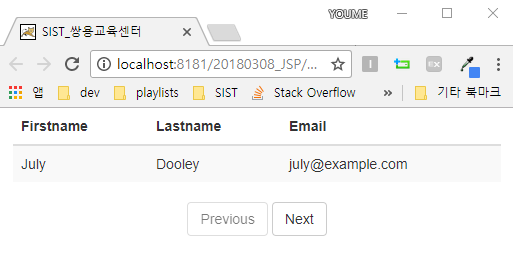 YOUME
SIST_쌍용교육센터
localhost:8181/20180308_JSP/...
앱 dev playlists SIST Stack Overflow » 기타 북마크
Firstname Lastname Email
July Dooley july@example.com
Previous Next